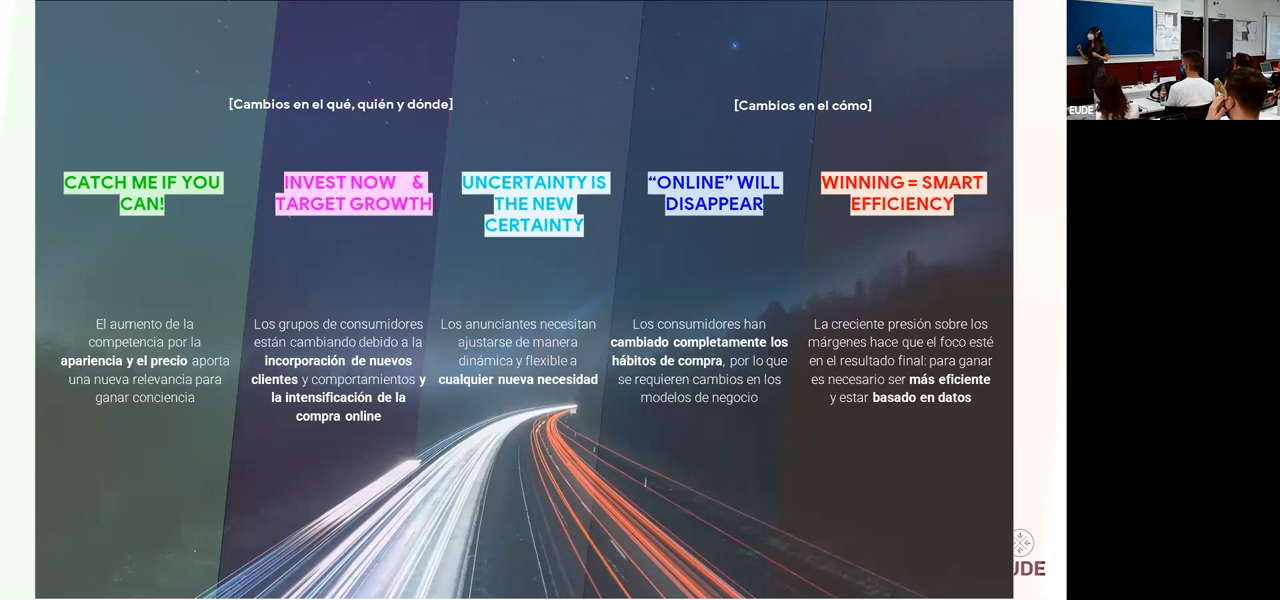 [Cambios en el qué, quién y dónde]
[Cambios en el cómo]
CATCH ME IF YOU
CAN!
INVEST NOW &
TARGET GROWTH
UNCERTAINTY IS
THE NEW
CERTAINTY
“ONLINE” WILL
DISAPPEAR
WINNING = SMART
EFFICIENCY
El aumento de la
competencia por la
apariencia y el precio aporta
una nueva relevancia para
ganar conciencia
Los grupos de consumidores
están cambiando debido a la
incorporación de nuevos
clientes y comportamientos y
la intensificación de la
compra online
Los anunciantes necesitan
ajustarse de manera
dinámica y flexible a
cualquier nueva necesidad
Los consumidores han
cambiado completamente los
hábitos de compra, por lo que
se requieren cambios en los
modelos de negocio
La creciente presión sobre los
márgenes hace que el foco esté
en el resultado final: para ganar
es necesario ser más eficiente
y estar basado en datos
UDE
EUDE